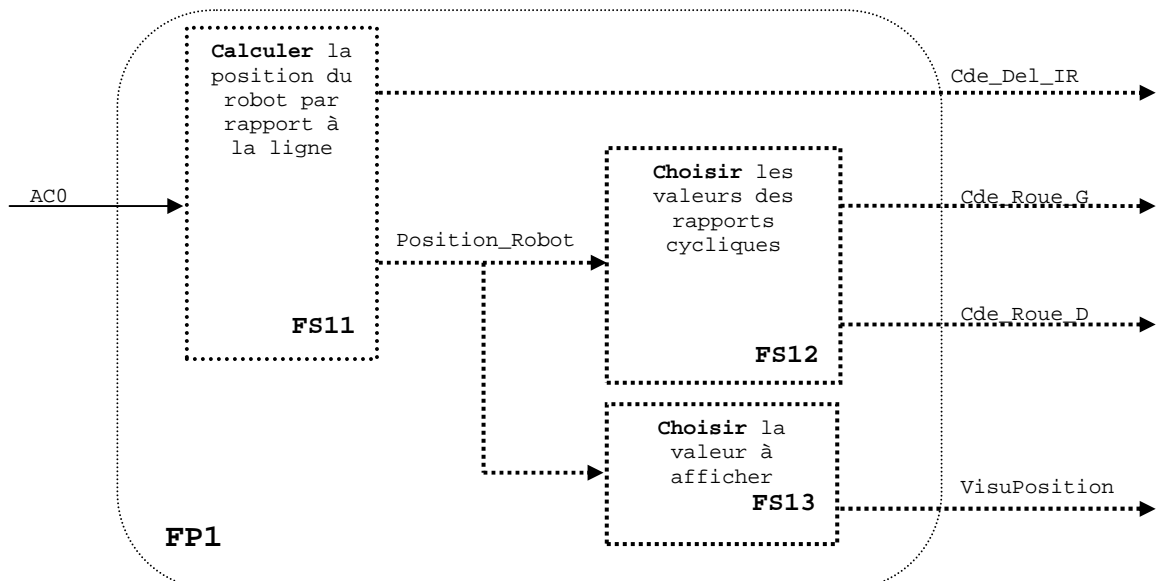 Calculer la
position du
robot par
rapport à
la ligne
FS11
AC0
Cde_Del_IR
Position_Robot
Choisir les
valeurs des
rapports
cycliques
FS12
Cde_Roue_G
Cde_Roue_D
Choisir la
valeur à
afficher
FS13
VisuPosition
FP1